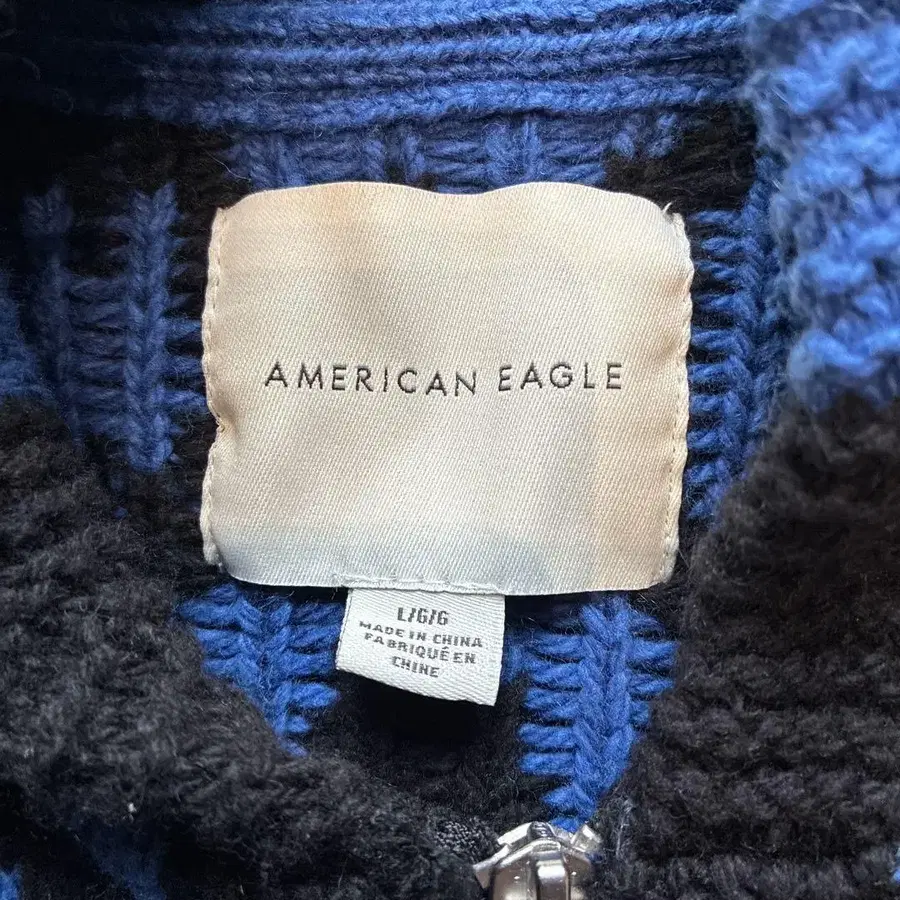 AMERICAN EAGLE
L/G/G
MADE IN CHINA
FABRIQUÉ EN
CHINE